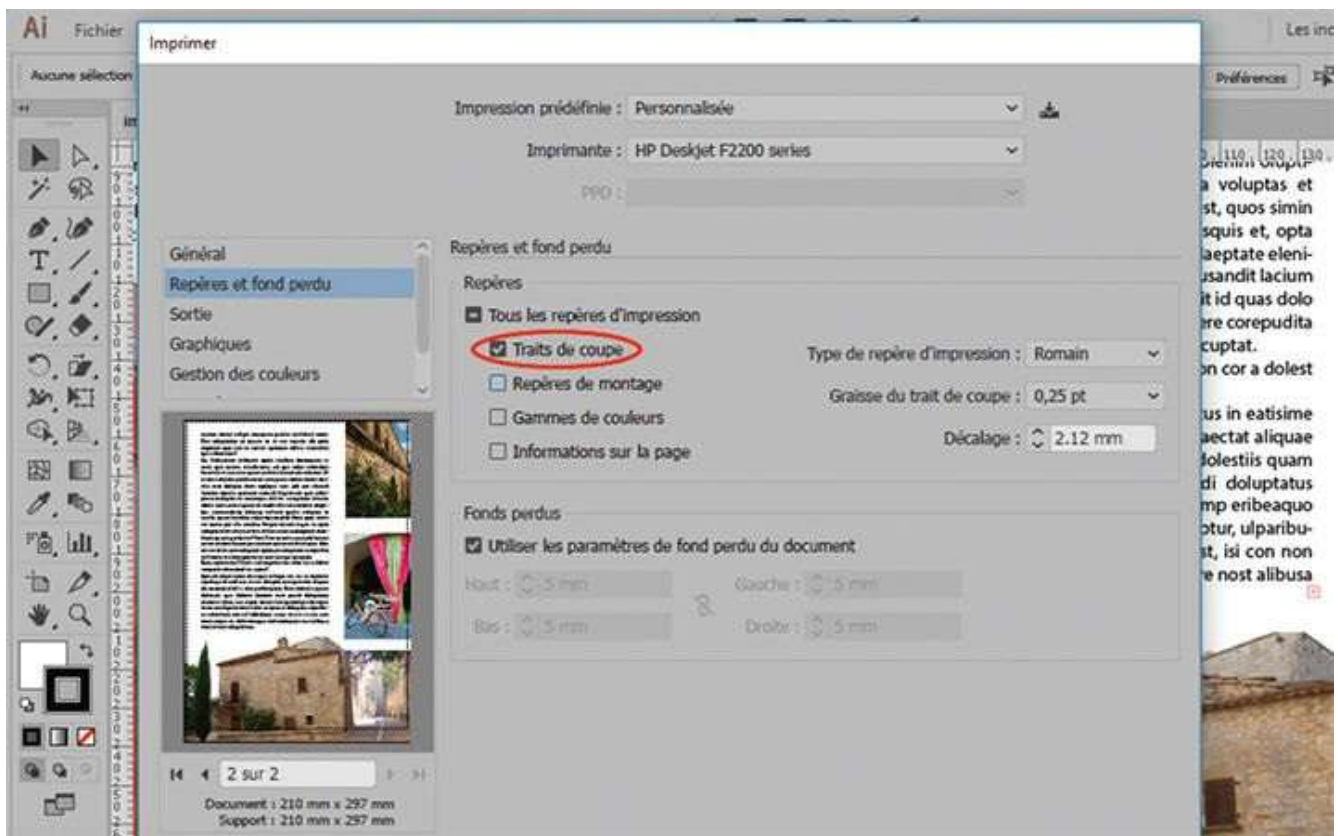 Ai Fichier
Les ind
Imprimer
Aucune sélection
Préférences
Impression prédéfinie : Personnalisée
Imprimante : HP Deskjet F2200 series
PPD :
110 120 130
a voluptas et
st, quos simin
squis et, opta
aeptate eleni-
usandit lacium
it id quas dolo
ere corepudita
cuptat.
on cor a dolest
us in eatisime
aectat aliquae
dolestiis quam
di doluptatus
mp eribeaquo
ptur, ulparibu-
st, isi con non
e nost alibusa
Général
Repères et fond perdu
Sortie
Graphiques
Gestion des couleurs
Repères et fond perdu
Repères
Tous les repères d'impression
Traits de coupe
Type de repère d'impression : Romain
Repères de montage
Graisse du trait de coupe : 0,25 pt
Gammes de couleurs
Décalage : 2.12 mm
Informations sur la page
Fonds perdus
Utiliser les paramètres de fond perdu du document
Haut : 5 mm
Gauche : 5 mm
Bas : 5 mm
Droite : 5 mm
2 sur 2
Document : 210 mm x 297 mm
Support : 210 mm x 297 mm